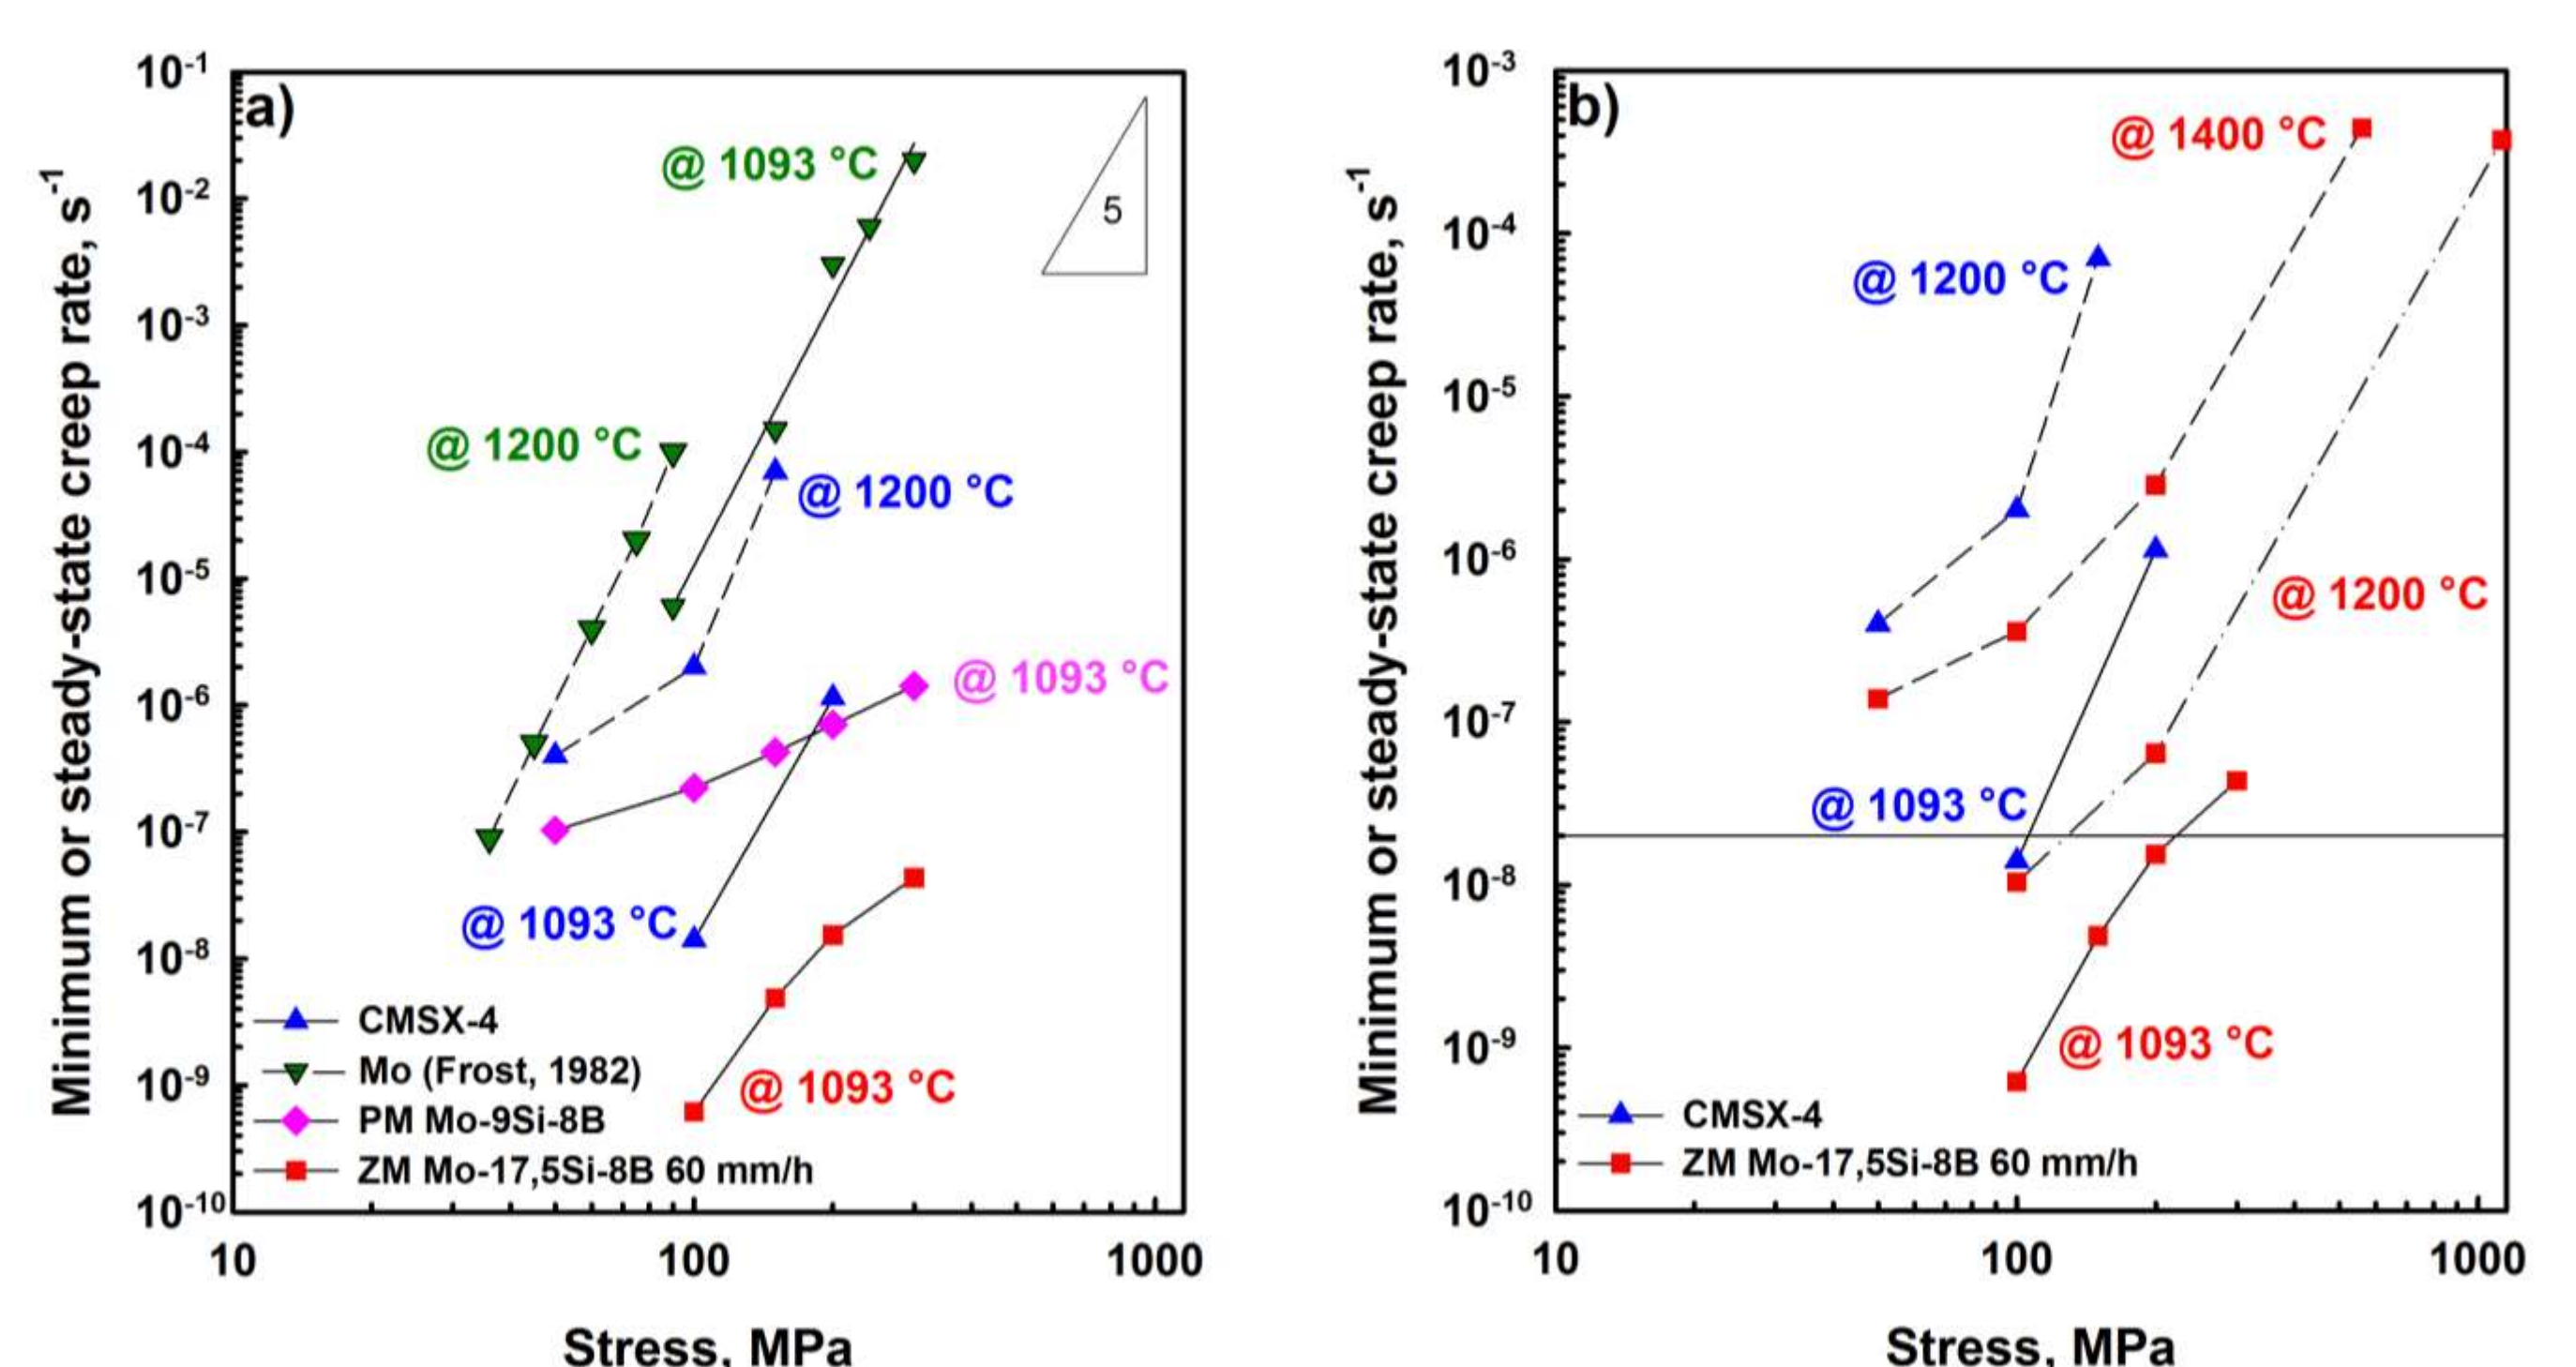 a)
Minimum or steady-state creep rate, s-1
10-1
10-2
10-3
10-4
10-5
10-6
10-7
10-8
10-9
10-10
@ 1093 °C
5
@ 1200 °C
@ 1200 °C
@ 1093 °C
@ 1093 °C
@ 1093 °C
CMSX-4
Mo (Frost, 1982)
PM Mo-9Si-8B
ZM Mo-17,5Si-8B 60 mm/h
10
100
1000
Stress, MPa
b)
Minimum or steady-state creep rate, s-1
10-3
10-4
10-5
10-6
10-7
10-8
10-9
10-10
@ 1400 °C
@ 1200 °C
@ 1200 °C
@ 1093 °C
@ 1093 °C
CMSX-4
ZM Mo-17,5Si-8B 60 mm/h
10
100
1000
Stress, MPa